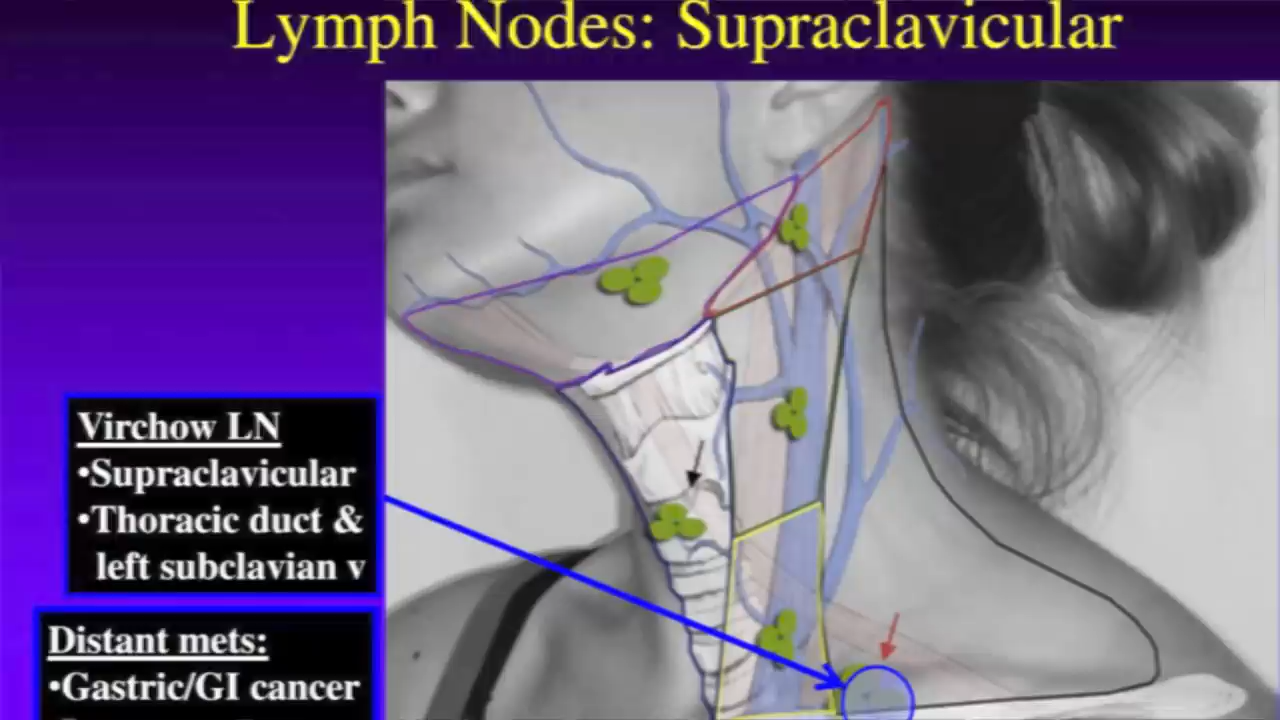 Lymph Nodes: Supraclavicular
Virchow LN
•Supraclavicular
•Thoracic duct &
left subclavian v
Distant mets:
•Gastric/GI cancer